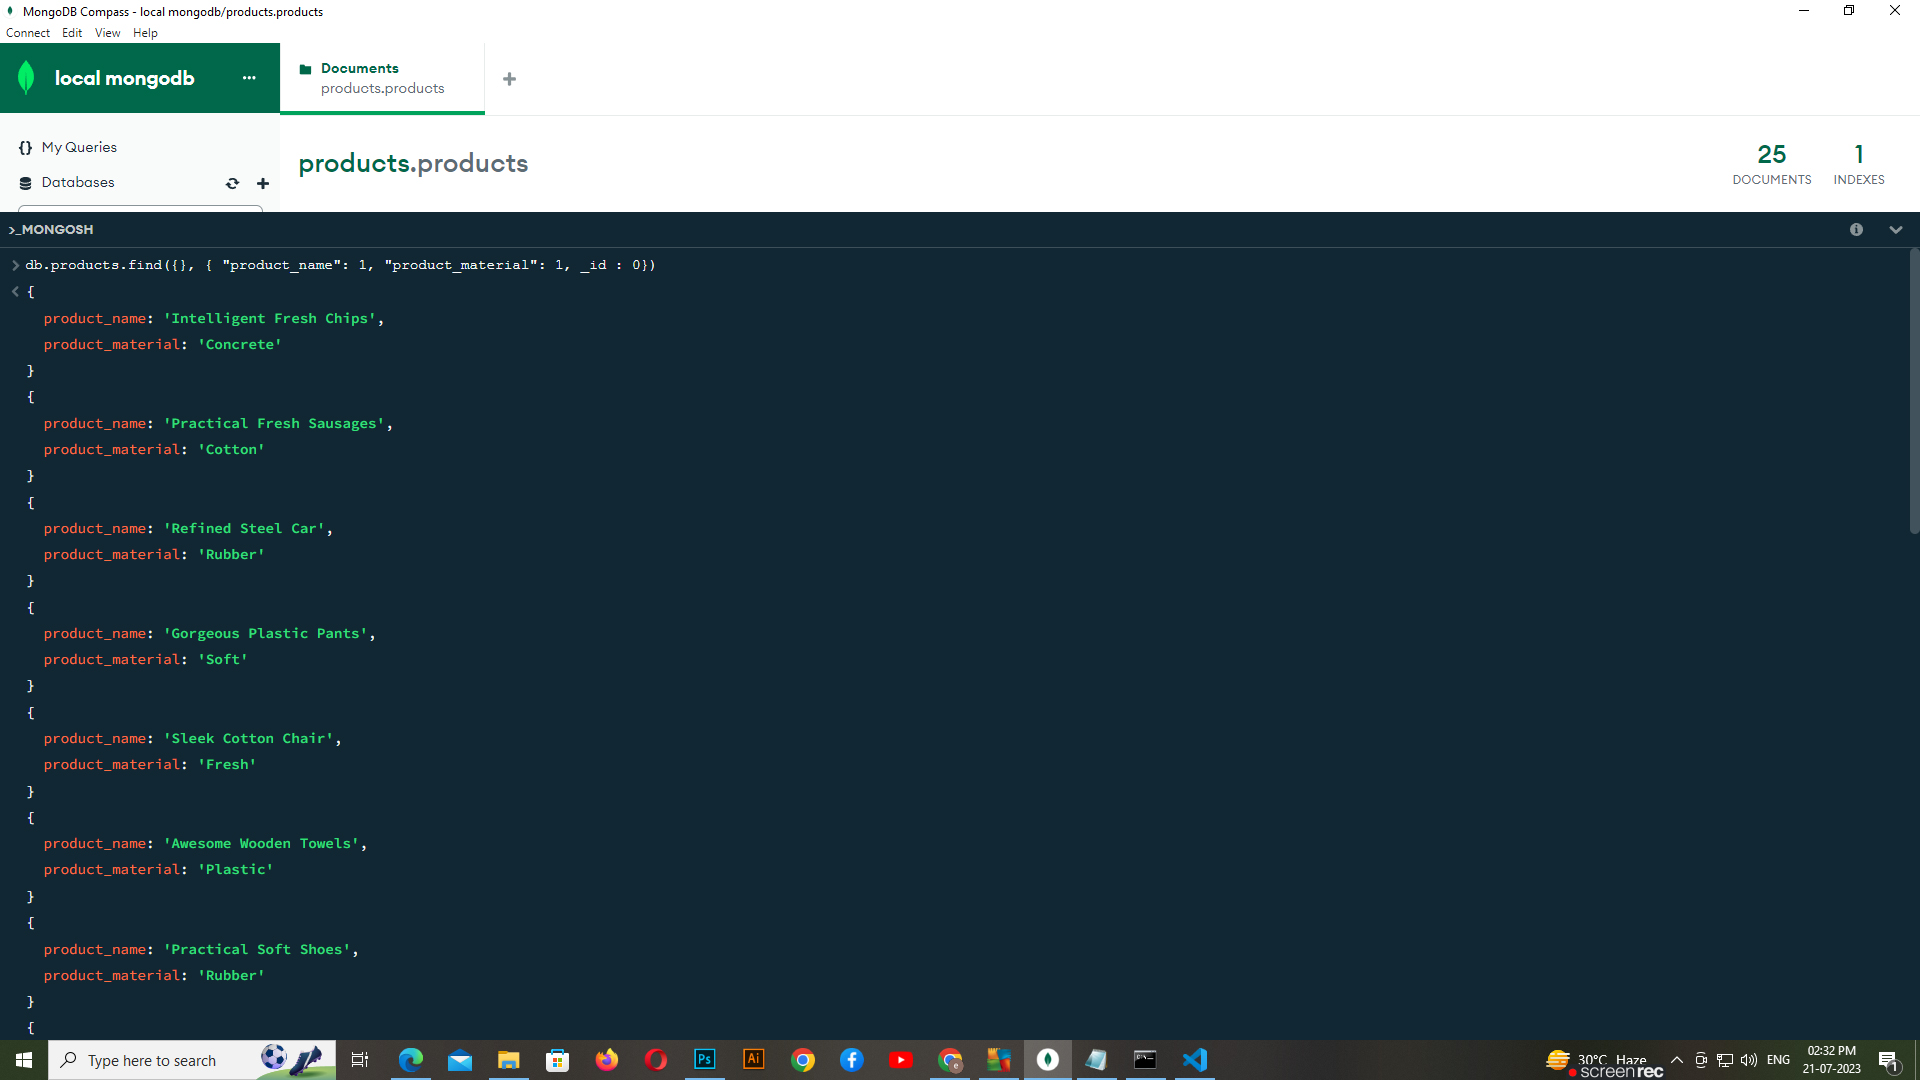 MongoDB Compass - local mongodb/products.products
Connect Edit View Help
local mongodb ...
Documents
products.products
{} My Queries
Databases
products.products
25
DOCUMENTS
1
INDEXES
>_MONGOSH
db.products.find({}, { "product_name": 1, "product_material": 1, _id : 0})
{
product_name: 'Intelligent Fresh Chips',
product_material: 'Concrete'
}
{
product_name: 'Practical Fresh Sausages',
product_material: 'Cotton'
}
{
product_name: 'Refined Steel Car',
product_material: 'Rubber'
}
{
product_name: 'Gorgeous Plastic Pants',
product_material: 'Soft'
}
{
product_name: 'Sleek Cotton Chair',
product_material: 'Fresh'
}
{
product_name: 'Awesome Wooden Towels',
product_material: 'Plastic'
}
{
product_name: 'Practical Soft Shoes',
product_material: 'Rubber'
}
{
Type here to search
Ps
Ai
30°C Haze
screenrec
ENG
02:32 PM
21-07-2023
1